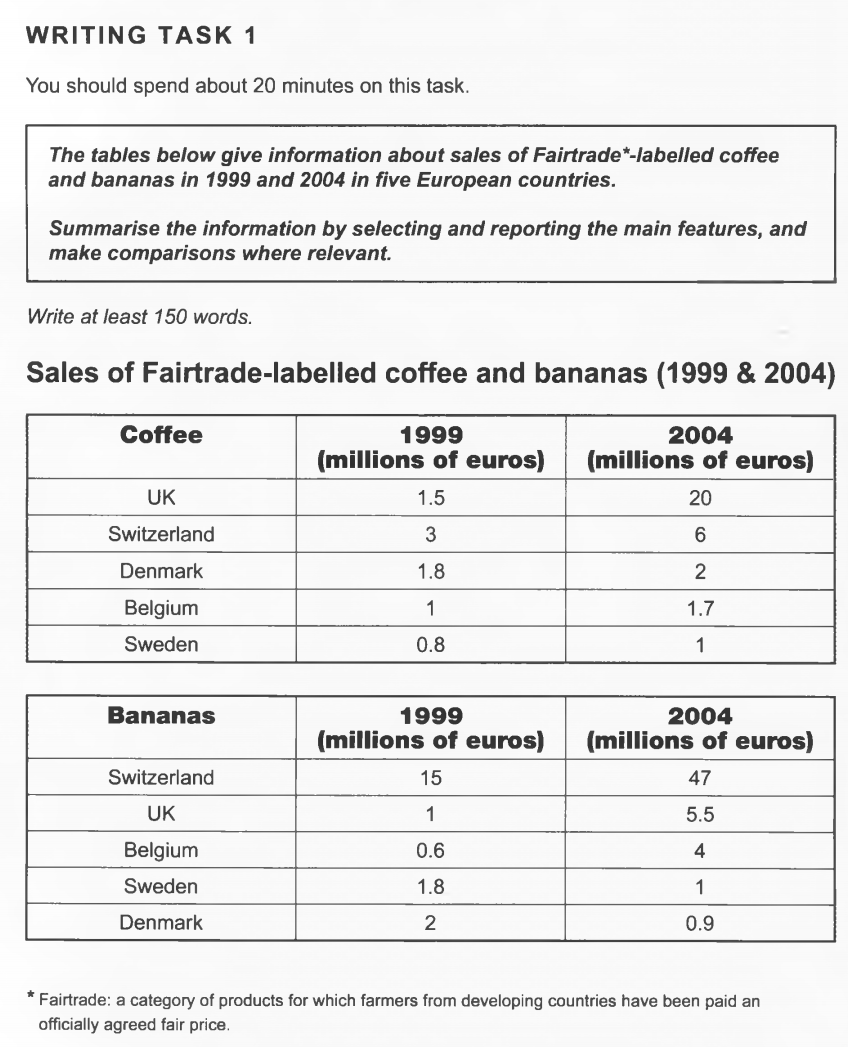 WRITING TASK 1
You should spend about 20 minutes on this task.
The tables below give information about sales of Fairtrade*-labelled coffee
and bananas in 1999 and 2004 in five European countries.
Summarise the information by selecting and reporting the main features, and
make comparisons where relevant.
Write at least 150 words.
Sales of Fairtrade-labelled coffee and bananas (1999 & 2004)
Coffee 1999 2004
(millions of euros) (millions of euros)
UK 1.5 20
Switzerland 3 6
Denmark 1.8 2
Belgium 1 1.7
Sweden 0.8 1
Bananas 1999 2004
(millions of euros) (millions of euros)
Switzerland 15 47
UK 1 5.5
Belgium 0.6 4
Sweden 1.8 1
Denmark 2 0.9
* Fairtrade: a category of products for which farmers from developing countries have been paid an
officially agreed fair price.